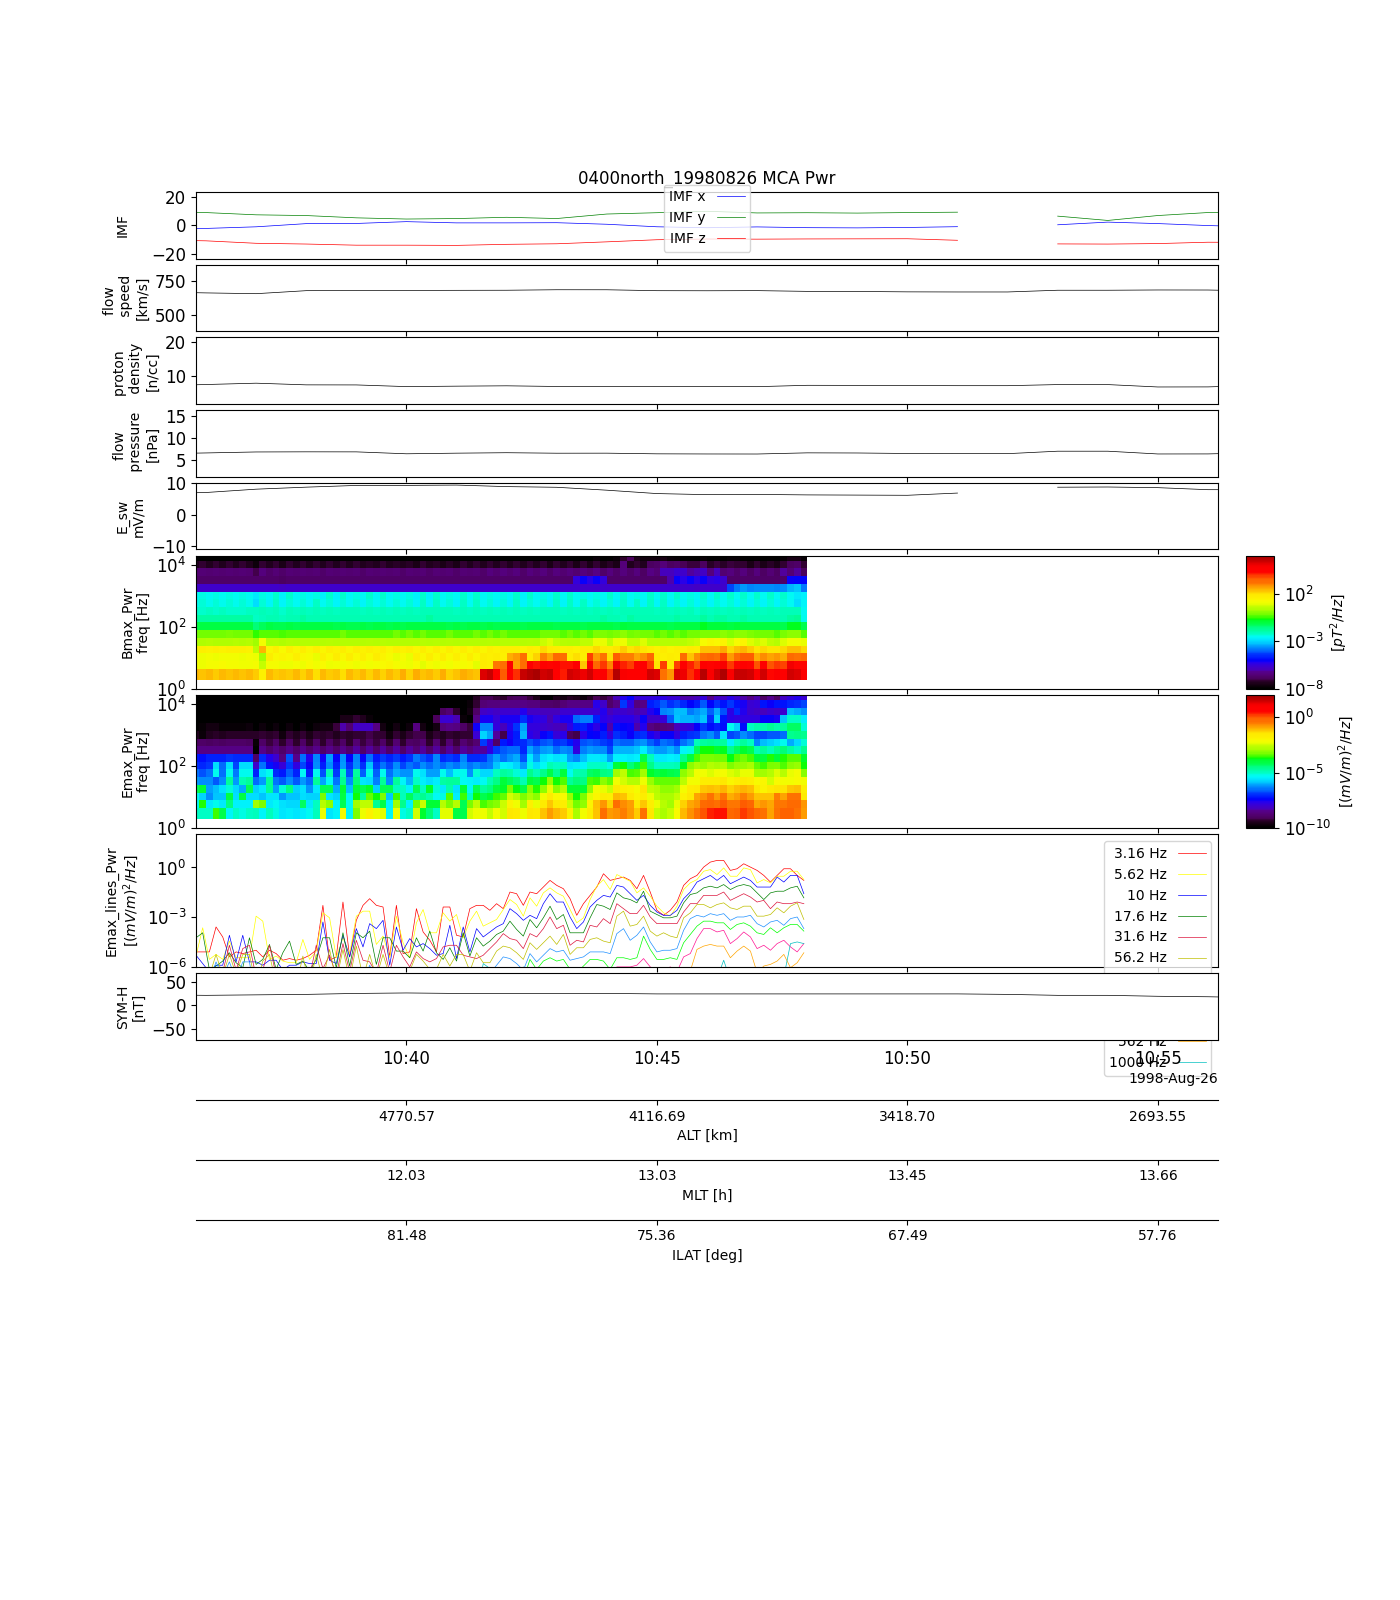 0400north_19980826 MCA Pwr
20
0
−20
IMF
IMF x
IMF y
IMF z
750
500
flow
speed
[km/s]
20
10
proton
density
[n/cc]
15
10
5
flow
pressure
[nPa]
10
0
−10
E_sw
mV/m
10^4
10^2
10^0
Bmax_Pwr
freq [Hz]
10^2
10^−3
10^−8
[pT^2/Hz]
10^4
10^2
10^0
Emax_Pwr
freq [Hz]
10^0
10^−5
10^−10
[(mV/m)^2/Hz]
10^0
10^−3
10^−6
Emax_lines_Pwr
[(mV/m)^2/Hz]
3.16 Hz
5.62 Hz
10 Hz
17.6 Hz
31.6 Hz
56.2 Hz
50
0
−50
SYM-H
[nT]
562 Hz
1000 Hz
10:40 10:45 10:50 10:55
1998-Aug-26
4770.57 4116.69 3418.70 2693.55
ALT [km]
12.03 13.03 13.45 13.66
MLT [h]
81.48 75.36 67.49 57.76
ILAT [deg]